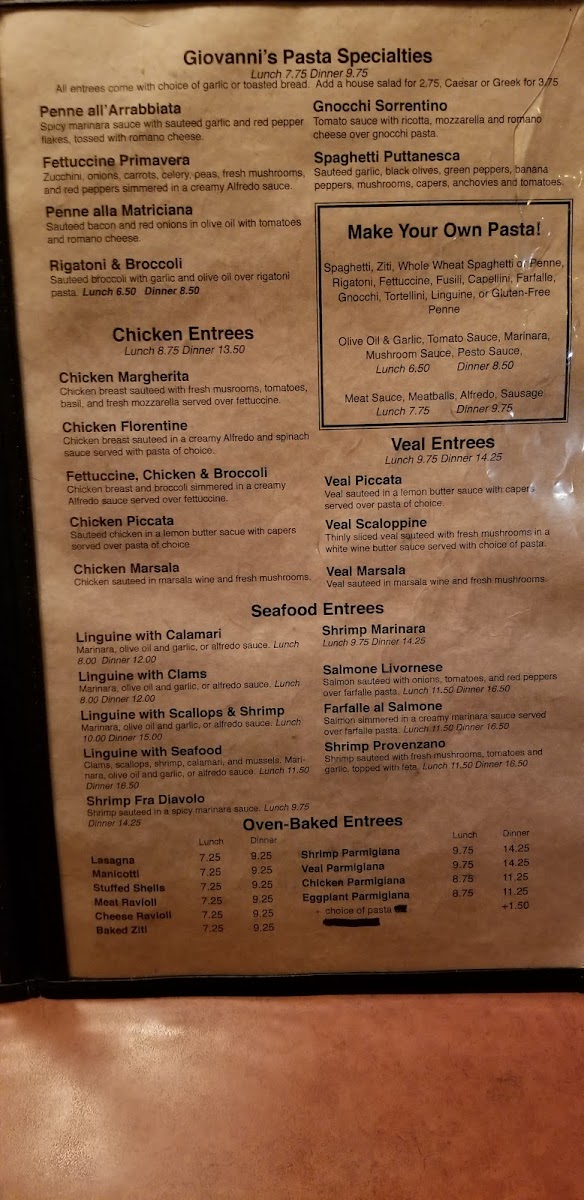 Giovanni's Pasta Specialties
Lunch 7.75 Dinner 9.75
All entrees come with choice of garlic or toasted bread. Add a house salad for 2.75, Caesar or Greek for 3.75
Penne all'Arrabbiata
Spicy marinara sauce with sauteed garlic and red pepper
flakes, tossed with romano cheese.
Fettuccine Primavera
Zucchini, onions, carrots, celery, peas, fresh mushrooms,
and red peppers simmered in a creamy Alfredo sauce.
Penne alla Matriciana
Sauteed bacon and red onions in olive oil with tomatoes
and romano cheese.
Rigatoni & Broccoli
Sauteed broccoli with garlic and olive oil over rigatoni
pasta. Lunch 6.50 Dinner 8.50
Gnocchi Sorrentino
Tomato sauce with ricotta, mozzarella and romano
cheese over gnocchi pasta.
Spaghetti Puttanesca
Sauteed garlic, black olives, green peppers, banana
peppers, mushrooms, capers, anchovies and tomatoes.
Make Your Own Pasta!
Spaghetti, Ziti, Whole Wheat Spaghetti or Penne,
Rigatoni, Fettuccine, Fusili, Capellini, Farfalle,
Gnocchi, Tortellini, Linguine, or Gluten-Free
Penne
Olive Oil & Garlic, Tomato Sauce, Marinara,
Mushroom Sauce, Pesto Sauce,
Lunch 6.50 Dinner 8.50
Meat Sauce, Meatballs, Alfredo, Sausage
Lunch 7.75 Dinner 9.75
Chicken Entrees
Lunch 8.75 Dinner 13.50
Chicken Margherita
Chicken breast sauteed with fresh musrooms, tomatoes,
basil, and fresh mozzarella served over fettuccine.
Chicken Florentine
Chicken breast sauteed in a creamy Alfredo and spinach
sauce served with pasta of choice.
Fettuccine, Chicken & Broccoli
Chicken breast and broccoli simmered in a creamy
Alfredo sauce served over fettuccine.
Chicken Piccata
Sauteed chicken in a lemon butter sacue with capers
served over pasta of choice
Chicken Marsala
Chicken sauteed in marsala wine and fresh mushrooms.
Veal Entrees
Lunch 9.75 Dinner 14.25
Veal Piccata
Veal sauteed in a lemon butter sauce with capers
served over pasta of choice.
Veal Scaloppine
Thinly sliced veal squteed with fresh mushrooms in a
white wine butter sauce served with choice of pasta.
Veal Marsala
Veal sauteed in marsala wine and fresh mushrooms.
Seafood Entrees
Linguine with Calamari
Marinara, olive oil and garlic, or alfredo sauce. Lunch
8.00 Dinner 12.00
Linguine with Clams
Marinara, olive oil and garlic, or alfredo sauce. Lunch
8.00 Dinner 12.00
Linguine with Scallops & Shrimp
Marinara, olive oil and garlic, or alfredo sauce. Lunch
10.00 Dinner 15.00
Linguine with Seafood
Clams, scallops, shrimp, calamari, and mussels. Mari-
nara, olive oil and garlic, or alfredo sauce. Lunch 11.50
Dinner 16.50
Shrimp Fra Diavolo
Shrimp sauteed in a spicy marinara sauce. Lunch 9.75
Dinner 14.25
Shrimp Marinara
Lunch 9.75 Dinner 14.25
Salmone Livornese
Salmon sauteed with onions, tomatoes, and red peppers
over farfalle pasta. Lunch 11.50 Dinner 16.50
Farfalle al Salmone
Salmon simmered in a creamy marinara sauce served
over farfalle pasta. Lunch 11.50 Dinner 16.50
Shrimp Provenzano
Shrimp sauteed with fresh mushrooms, tomatoes and
garlic, topped with feta. Lunch 11.50 Dinner 16.50
Oven-Baked Entrees
Lunch Dinner
Lasagna 7.25 9.25
Manicotti 7.25 9.25
Stuffed Shells 7.25 9.25
Meat Ravioli 7.25 9.25
Cheese Ravioli 7.25 9.25
Baked Ziti 7.25 9.25
Lunch Dinner
Shrimp Parmigiana 9.75 14.25
Veal Parmigiana 9.75 14.25
Chicken Parmigiana 8.75 11.25
Eggplant Parmigiana 8.75 11.25
choice of pasta +1.50